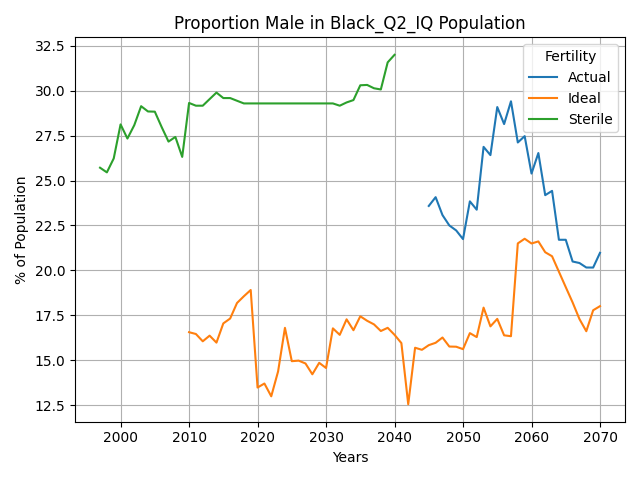 Proportion Male in Black_Q2_IQ Population
Fertility
Actual
Ideal
Sterile
% of Population
32.5
30.0
27.5
25.0
22.5
20.0
17.5
15.0
12.5
2000 2010 2020 2030 2040 2050 2060 2070
Years